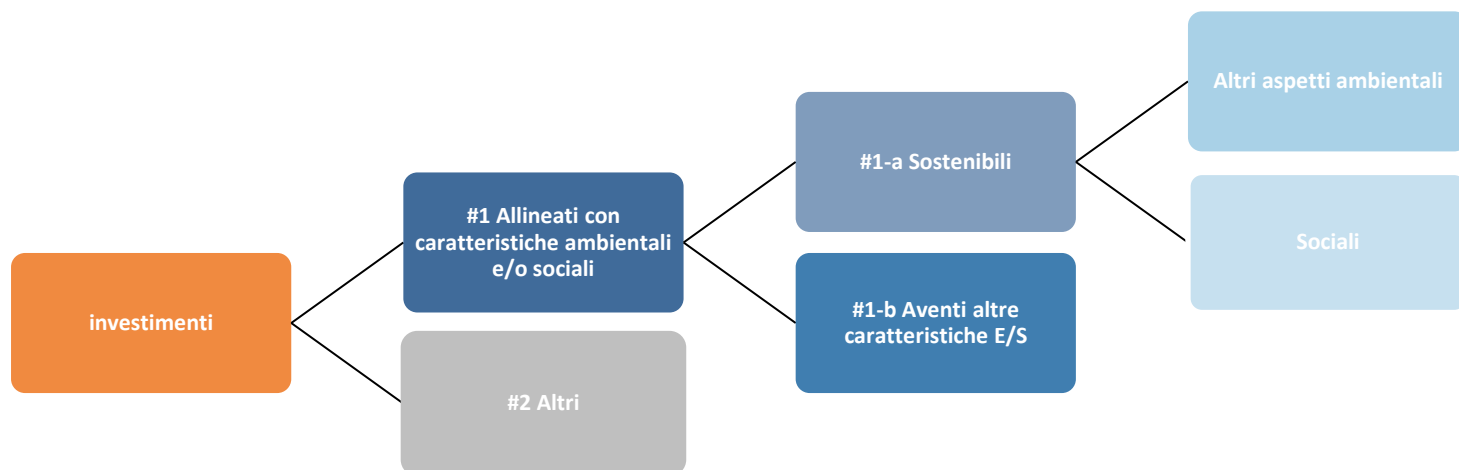 investimenti
#1 Allineati con
caratteristiche ambientali
e/o sociali
#2 Altri
#1-a Sostenibili
#1-b Aventi altre
caratteristiche E/S
Altri aspetti ambientali
Sociali